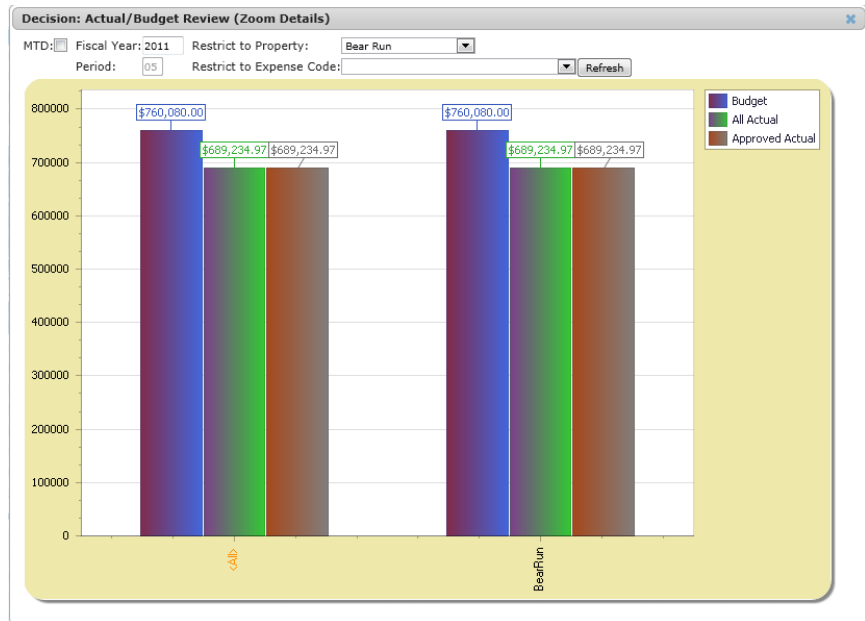 Decision: Actual/Budget Review (Zoom Details)
MTD: Fiscal Year: 2011 Restrict to Property: Bear Run
Period: 05 Restrict to Expense Code: Refresh
Budget
All Actual
Approved Actual
800000
700000
600000
500000
400000
300000
200000
100000
0
$760,080.00 $760,080.00
$689,234.97 $689,234.97 $689,234.97 $689,234.97
<All> BearRun